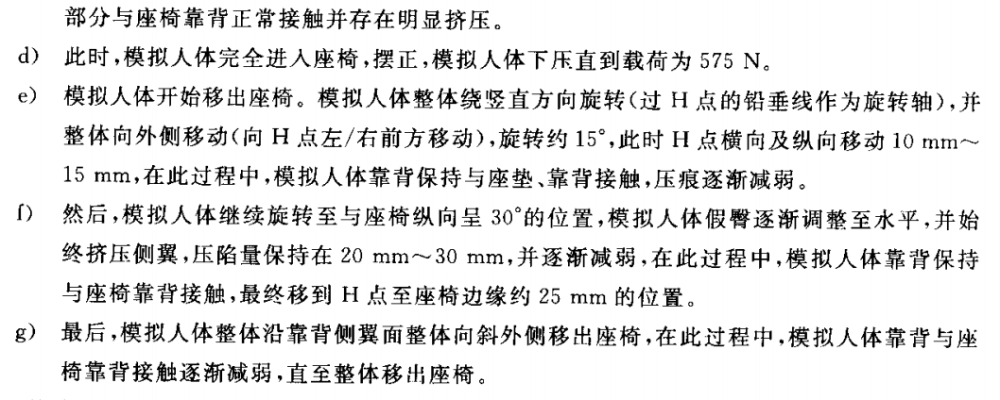 部分与座椅靠背正常接触并存在明显挤压。
d) 此时,模拟人体完全进入座椅,摆正,模拟人体下压直到载荷为 575 N。
e) 模拟人体开始移出座椅。模拟人体整体绕竖直方向旋转(过 H 点的铅垂线作为旋转轴),并
整体向外侧移动(向 H 点左/右前方移动),旋转约 15°,此时 H 点横向及纵向移动 10 mm～
15 mm,在此过程中,模拟人体靠背保持与座垫、靠背接触,压痕逐渐减弱。
f) 然后,模拟人体继续旋转至与座椅纵向呈 30°的位置,模拟人体假臀逐渐调整至水平,并始
终挤压侧翼,压陷量保持在 20 mm～30 mm,并逐渐减弱,在此过程中,模拟人体靠背保持
与座椅靠背接触,最终移到 H 点至座椅边缘约 25 mm 的位置。
g) 最后,模拟人体整体沿靠背侧翼面整体向斜外侧移出座椅,在此过程中,模拟人体靠背与座
椅靠背接触逐渐减弱,直至整体移出座椅。